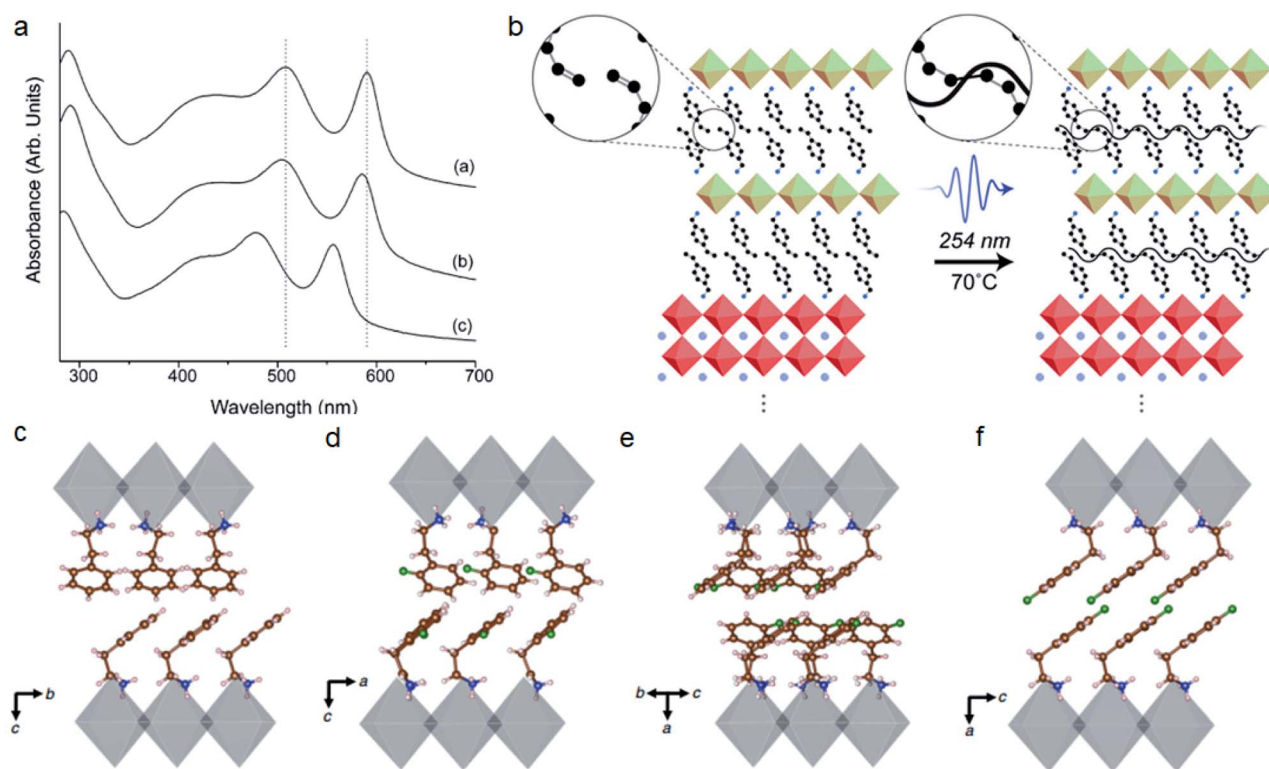 a
Absorbance (Arb. Units)
(a)
(b)
(c)
300 400 500 600 700
Wavelength (nm)
b
254 nm
70°C
c
b
c
d
a
c
e
b c
a
f
c
a